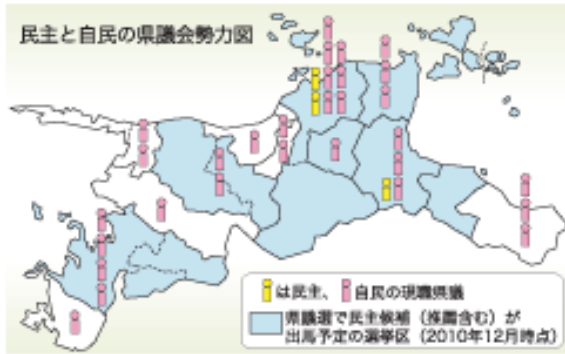 民主と自民の県議会勢力図
は民主、自民の現職県議
県議選で民主候補（推薦含む）が
出馬予定の選挙区（2010年12月時点）